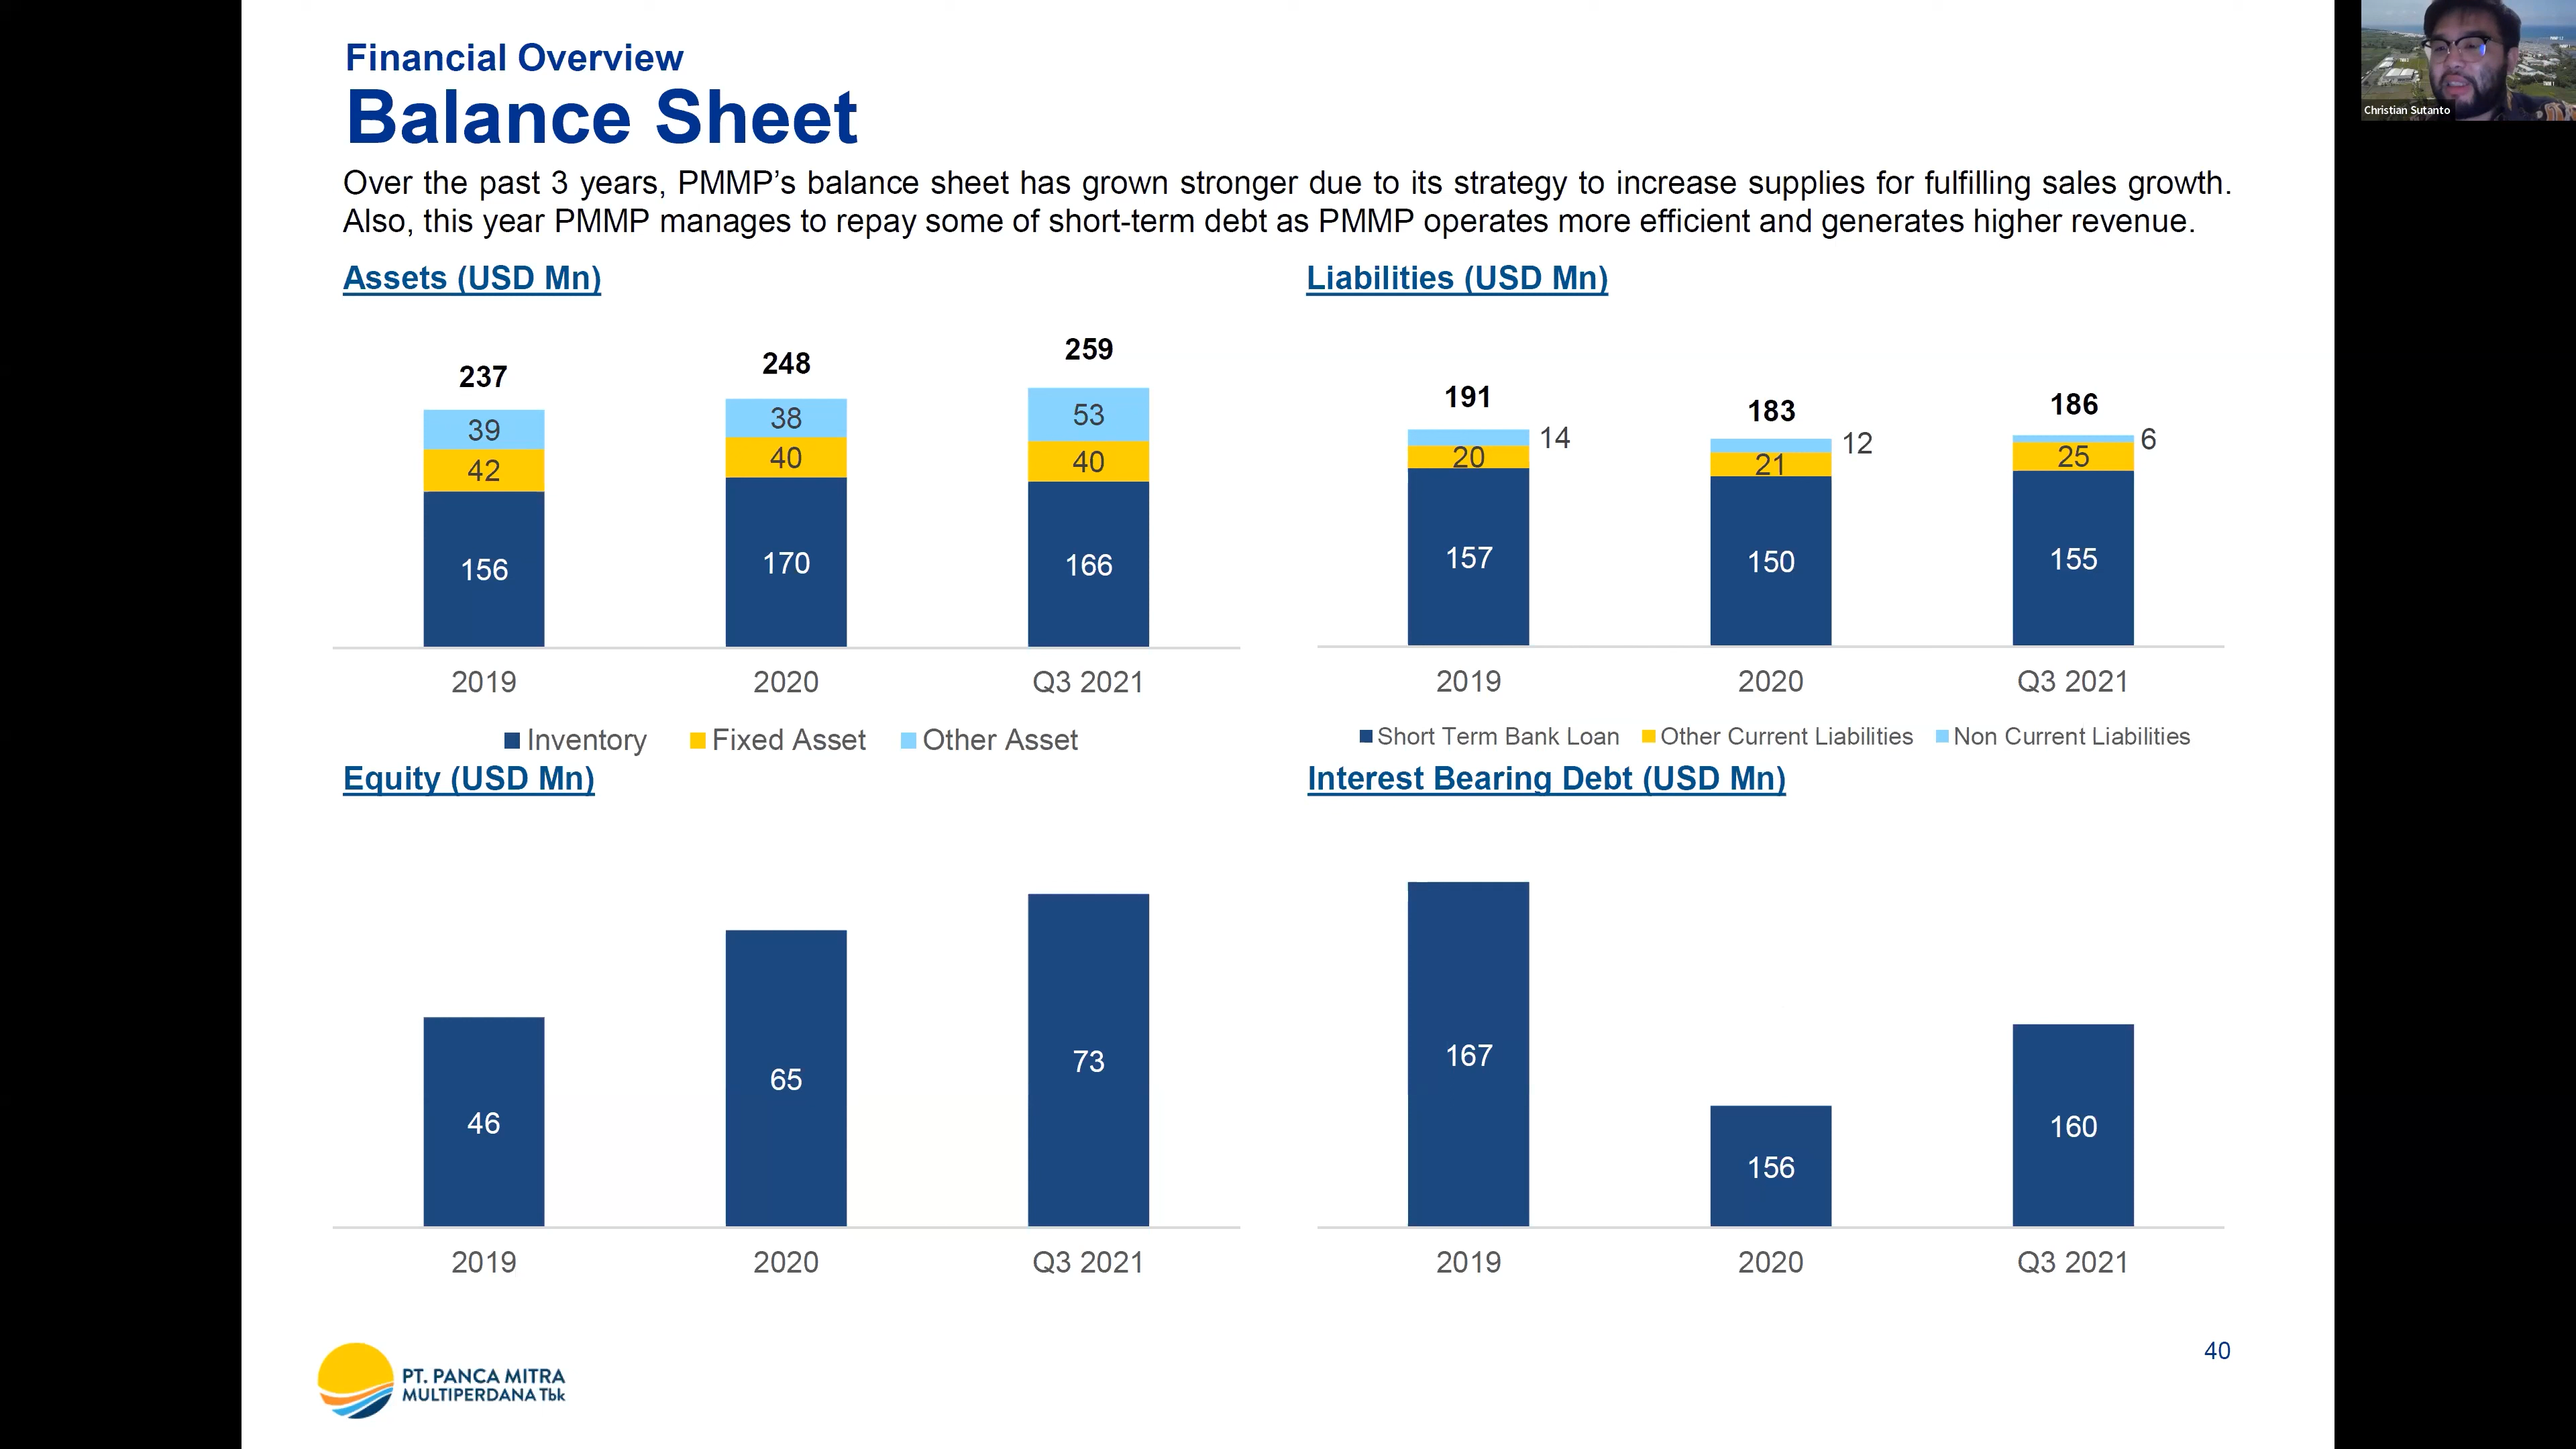 Financial Overview
Balance Sheet
Christian Sutanto
Over the past 3 years, PMMP’s balance sheet has grown stronger due to its strategy to increase supplies for fulfilling sales growth.
Also, this year PMMP manages to repay some of short-term debt as PMMP operates more efficient and generates higher revenue.
Assets (USD Mn)
237 248 259
39 38 53
42 40 40
156 170 166
2019 2020 Q3 2021
Inventory Fixed Asset Other Asset
Liabilities (USD Mn)
191 183 186
14 12 6
20 21 25
157 150 155
2019 2020 Q3 2021
Short Term Bank Loan Other Current Liabilities Non Current Liabilities
Equity (USD Mn)
46 65 73
2019 2020 Q3 2021
Interest Bearing Debt (USD Mn)
167 156 160
2019 2020 Q3 2021
PT. PANCA MITRA
MULTIPERDANA Tbk
40